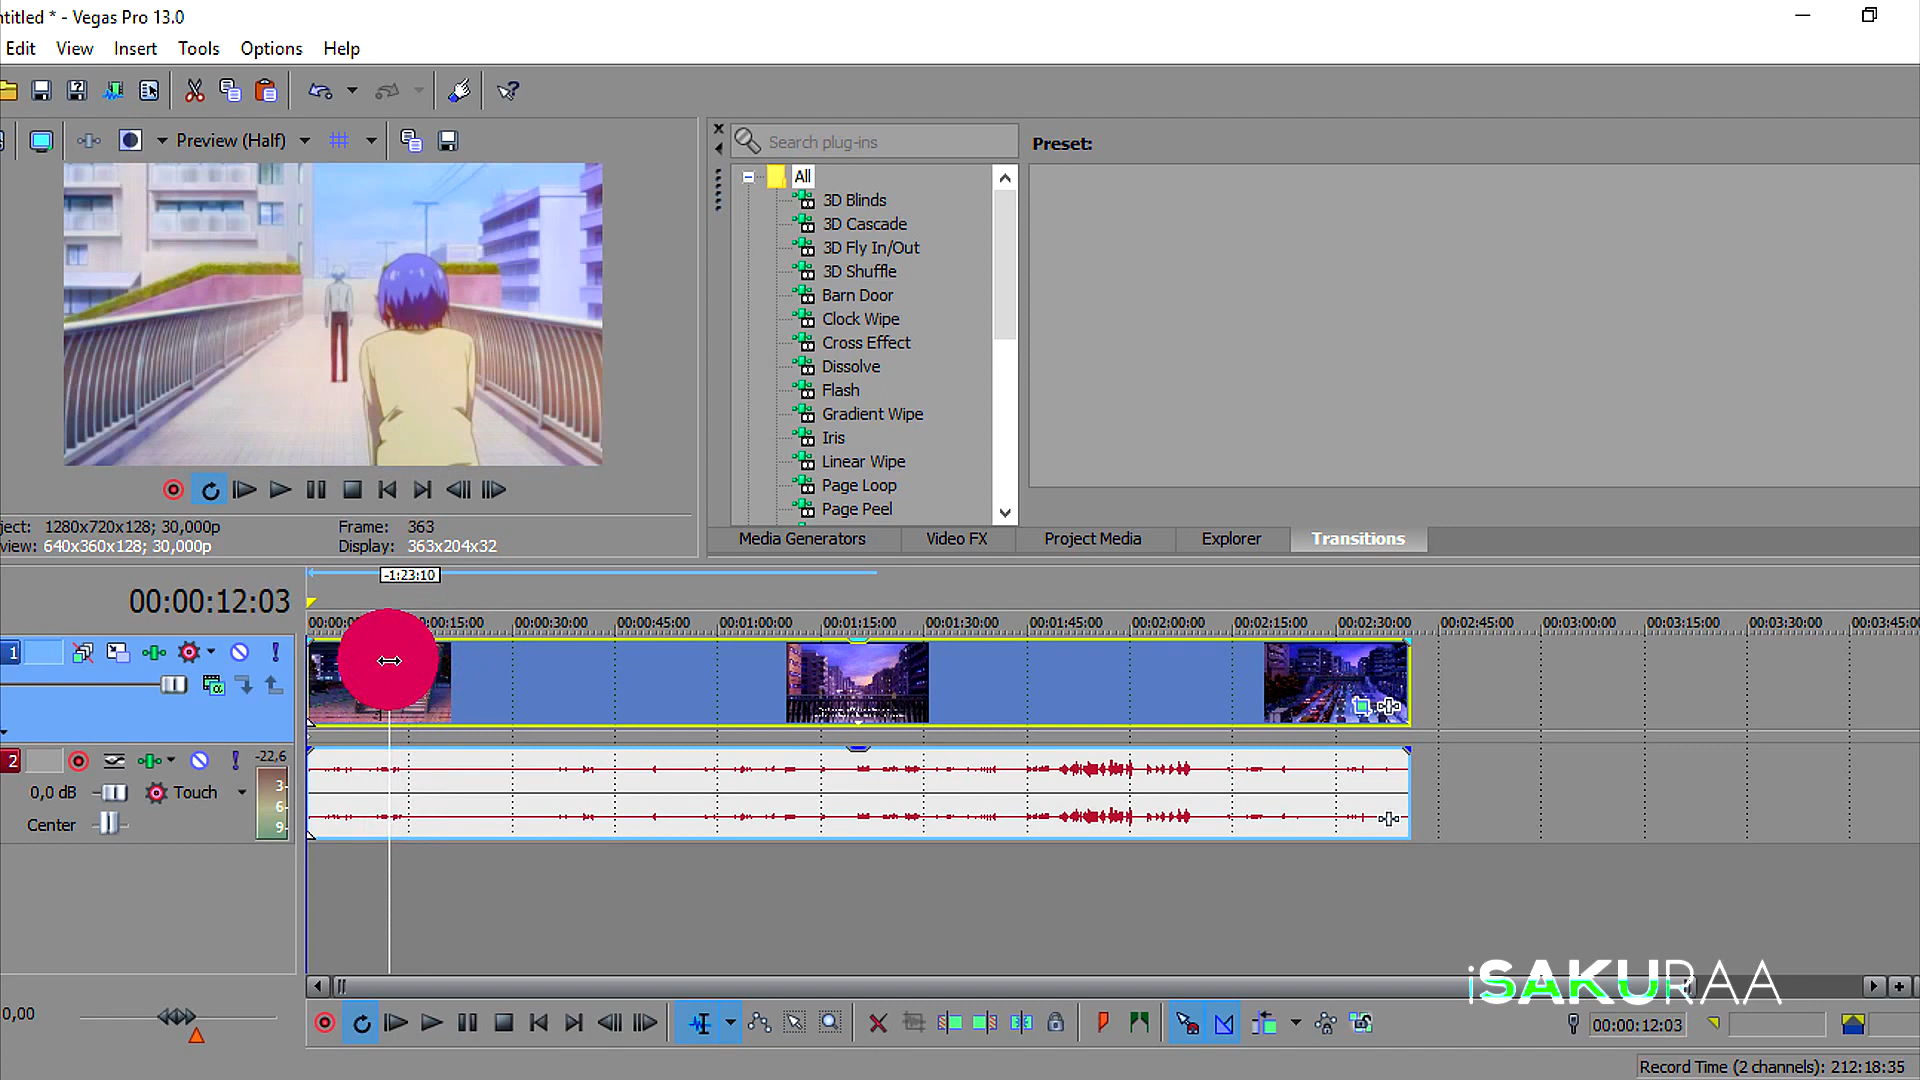 ntitled * - Vegas Pro 13.0
Edit View Insert Tools Options Help
Preview (Half)
Search plug-ins
Preset:
All
3D Blinds
3D Cascade
3D Fly In/Out
3D Shuffle
Barn Door
Clock Wipe
Cross Effect
Dissolve
Flash
Gradient Wipe
Iris
Linear Wipe
Page Loop
Page Peel
ject: 1280x720x128; 30,000p Frame: 363
view: 640x360x128; 30,000p Display: 363x204x32
Media Generators Video FX Project Media Explorer Transitions
-1:23:10
00:00:12:03
00:00:0 0:15:00 00:00:30:00 00:00:45:00 00:01:00:00 00:01:15:00 00:01:30:00 00:01:45:00 00:02:00:00 00:02:15:00 00:02:30:00 00:02:45:00 00:03:00:00 00:03:15:00 00:03:30:00 00:03:45:00
1
2 -22,6
0,0 dB Touch 3-
6-
Center 9-
iSAKURAA
0,00
00:00:12:03
Record Time (2 channels): 212:18:35